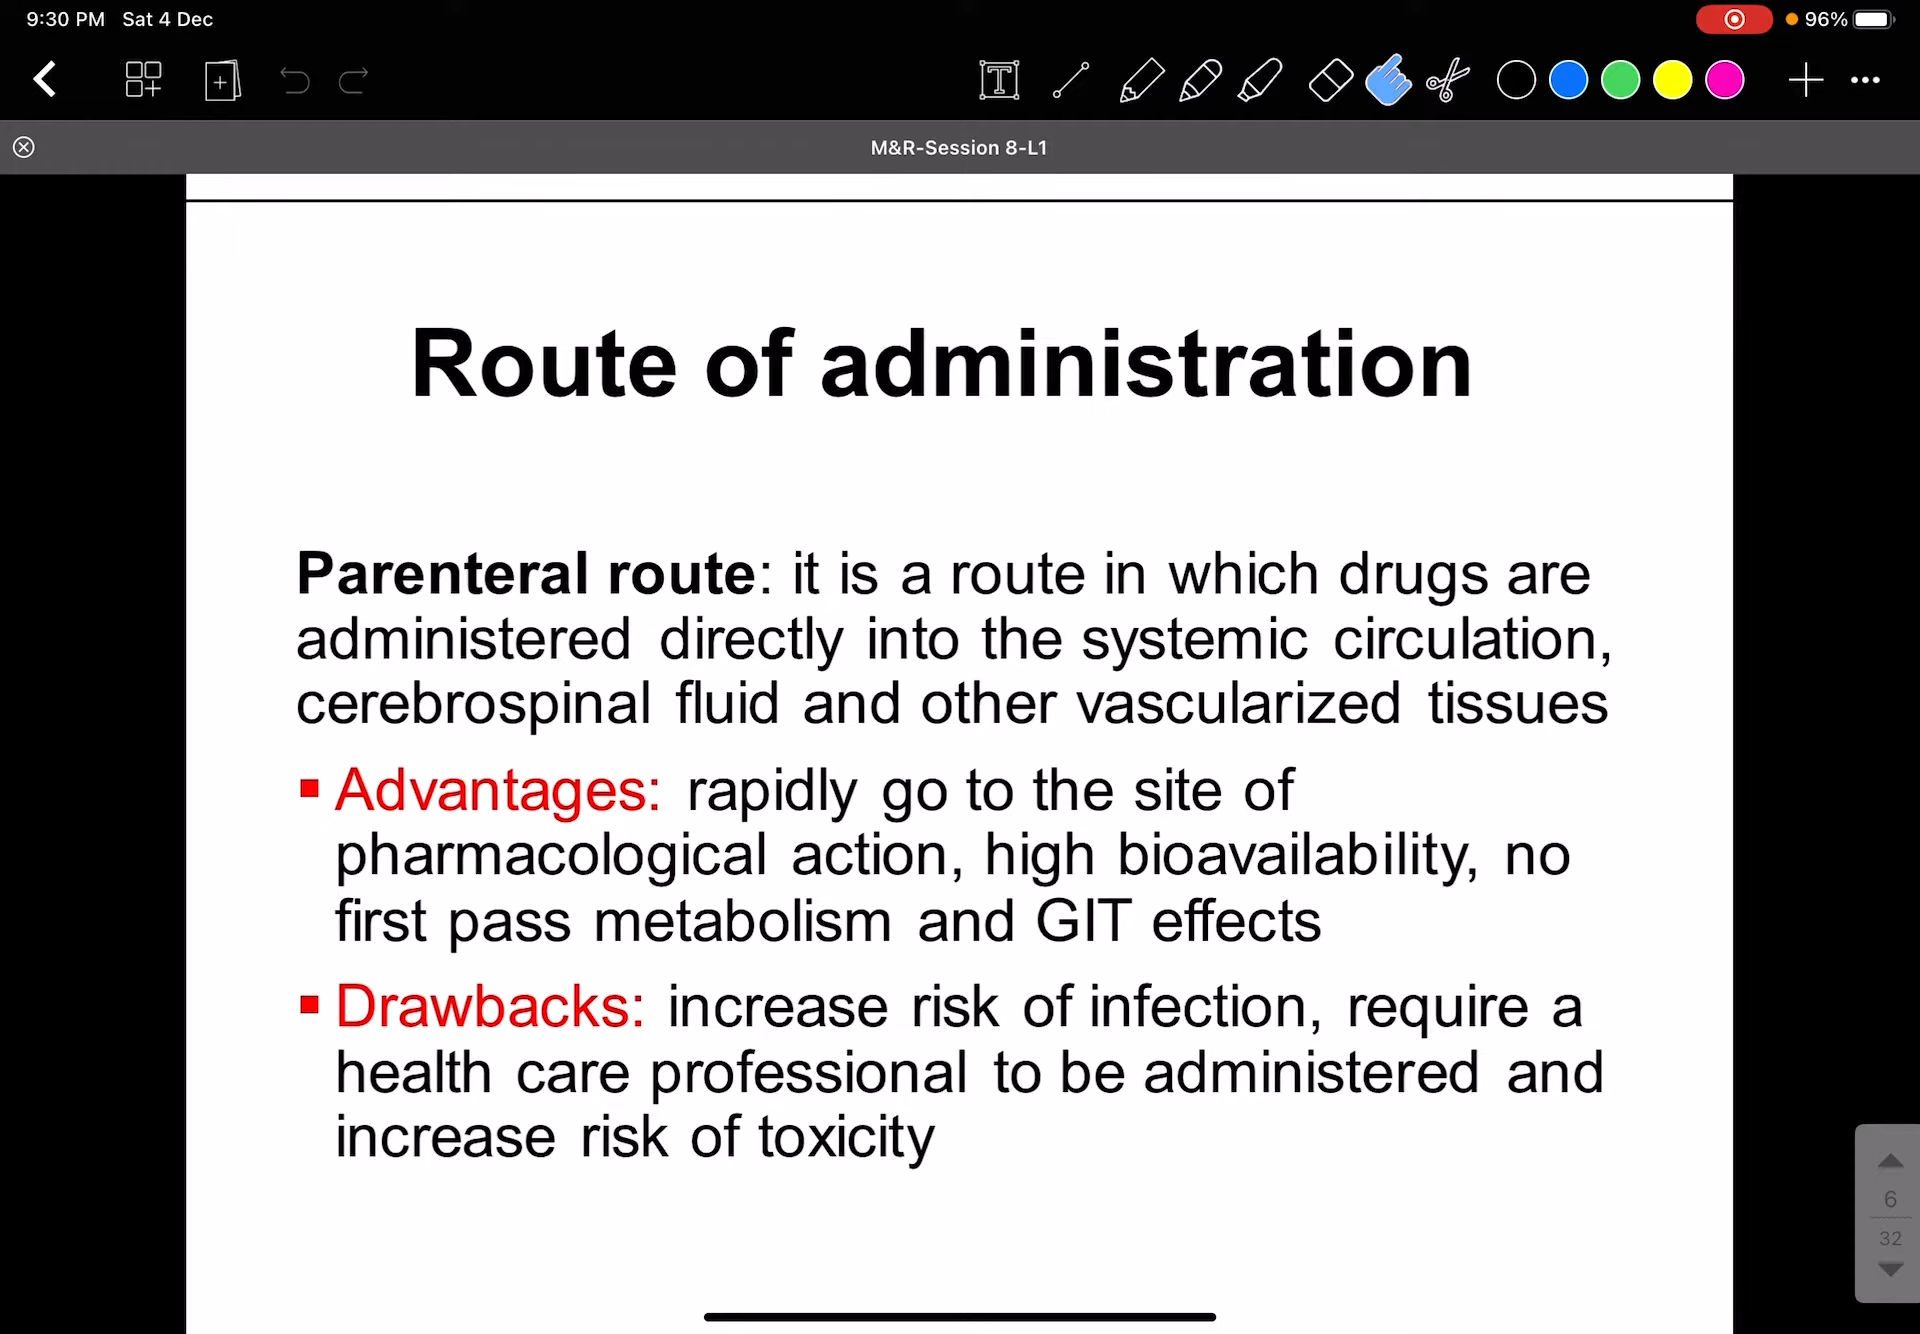 9:30 PM Sat 4 Dec
96%
T
M&R-Session 8-L1
Route of administration
Parenteral route: it is a route in which drugs are
administered directly into the systemic circulation,
cerebrospinal fluid and other vascularized tissues
▪ Advantages: rapidly go to the site of
pharmacological action, high bioavailability, no
first pass metabolism and GIT effects
▪ Drawbacks: increase risk of infection, require a
health care professional to be administered and
increase risk of toxicity
6
32